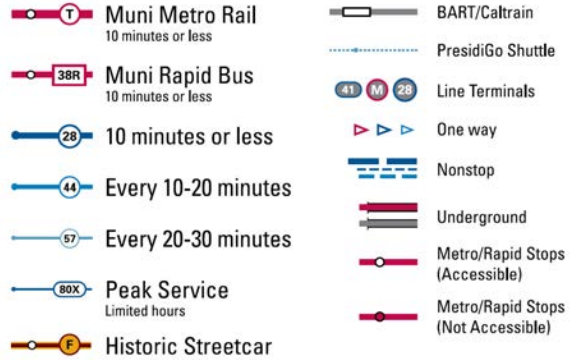 T Muni Metro Rail
10 minutes or less
38R Muni Rapid Bus
10 minutes or less
28 10 minutes or less
44 Every 10-20 minutes
57 Every 20-30 minutes
80X Peak Service
Limited hours
F Historic Streetcar
BART/Caltrain
PresidiGo Shuttle
41 M 28 Line Terminals
One way
Nonstop
Underground
Metro/Rapid Stops
(Accessible)
Metro/Rapid Stops
(Not Accessible)